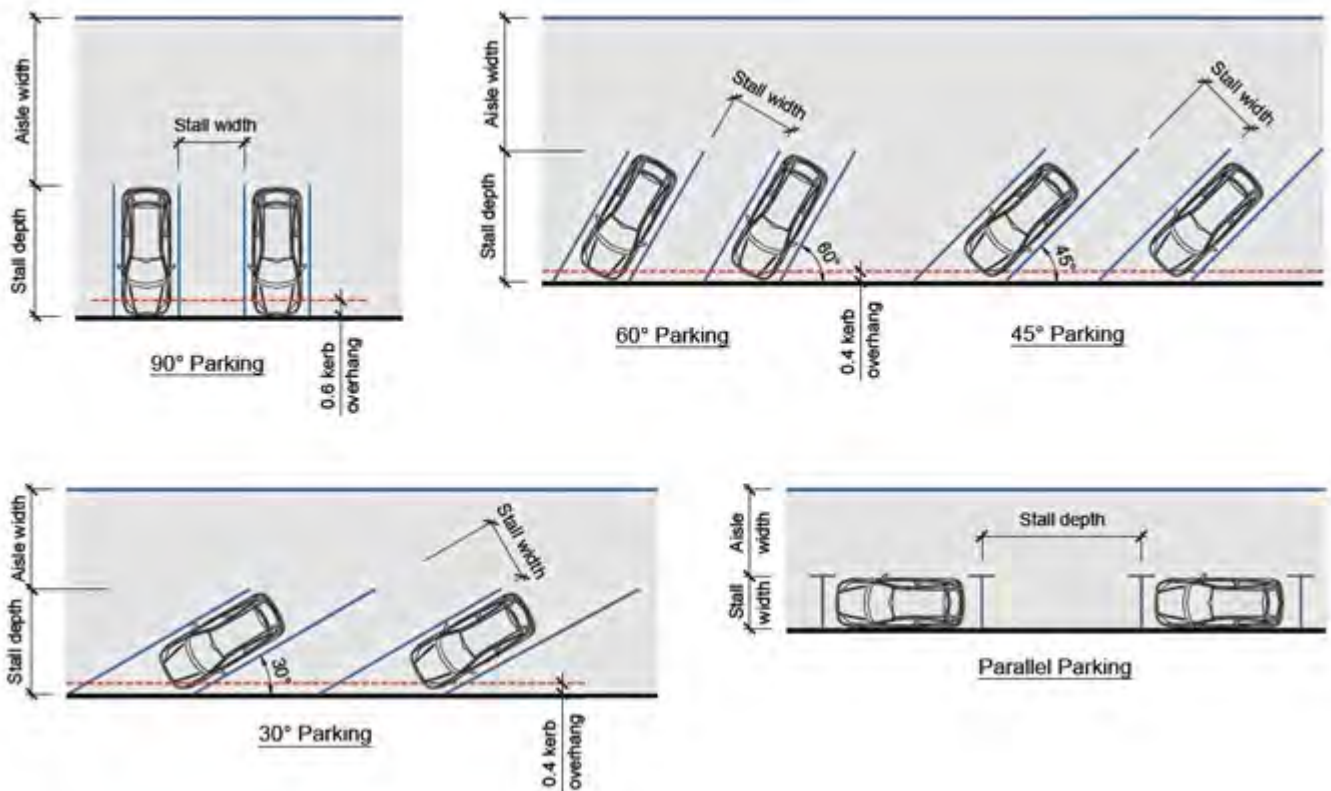 Aisle width
Stall depth
Stall width
90° Parking
0.6 kerb
overhang
Aisle width
Stall depth
Stall width
60°
60° Parking
0.4 kerb
overhang
Stall width
45°
45° Parking
Aisle width
Stall depth
Stall width
30°
30° Parking
0.4 kerb
overhang
Aisle
width
Stall
width
Stall depth
Parallel Parking